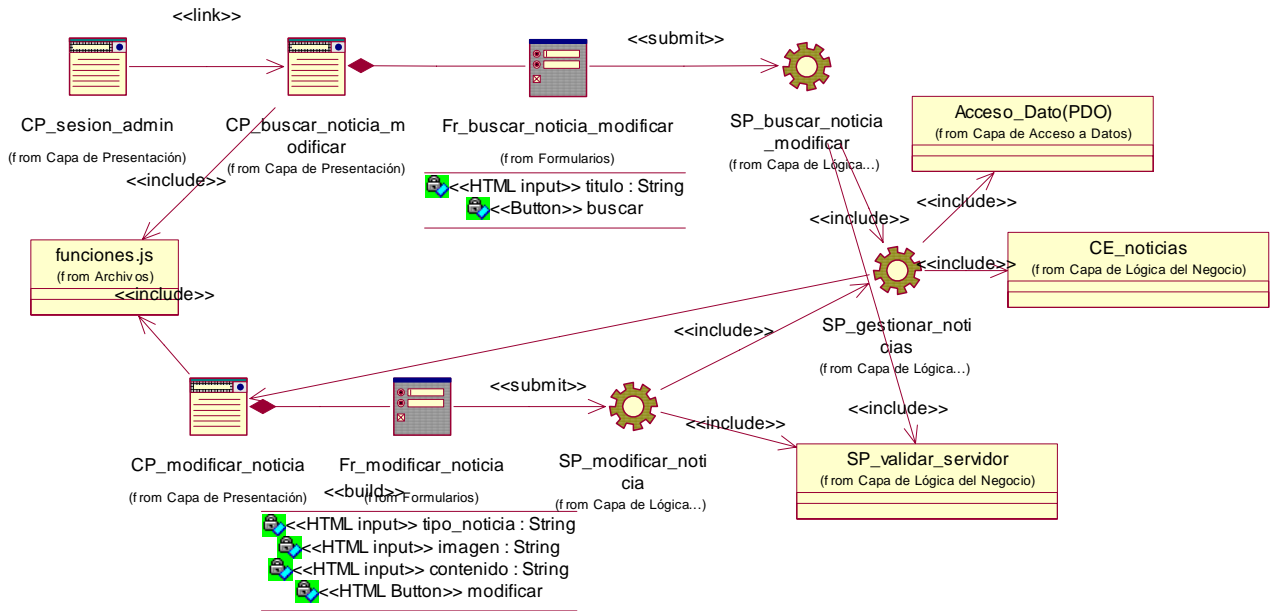 <<link>>
<<submit>>
CP_sesion_admin
(from Capa de Presentación)
CP_buscar_noticia_m
odificar
(from Capa de Presentación)
Fr_buscar_noticia_modificar
(from Formularios)
<<HTML input>> titulo : String
<<Button>> buscar
SP_buscar_noticia
_modificar
(from Capa de Lógica...)
Acceso_Dato(PDO)
(from Capa de Acceso a Datos)
<<include>>
<<include>>
<<include>>
funciones.js
(from Archivos)
<<include>>
CE_noticias
(from Capa de Lógica del Negocio)
<<include>>
SP_gestionar_noti
cias
(from Capa de Lógica...)
<<include>>
<<submit>>
<<include>>
<<include>>
CP_modificar_noticia
(from Capa de Presentación)
<<build>>
Fr_modificar_noticia
(from Formularios)
<<HTML input>> tipo_noticia : String
<<HTML input>> imagen : String
<<HTML input>> contenido : String
<<HTML Button>> modificar
SP_modificar_noti
cia
(from Capa de Lógica...)
SP_validar_servidor
(from Capa de Lógica del Negocio)